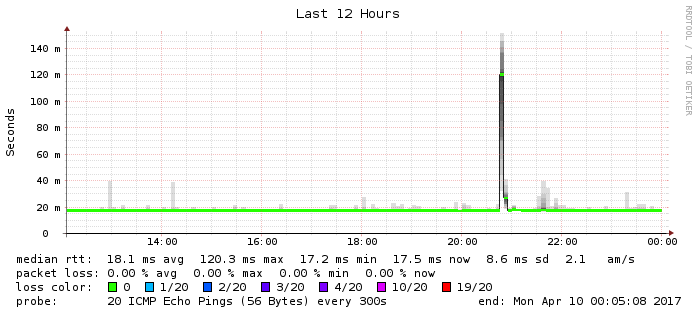 Last 12 Hours
RRDTOOL / TOBI OETIKER
Seconds
140 m
120 m
100 m
80 m
60 m
40 m
20 m
0
14:00 16:00 18:00 20:00 22:00 00:00
median rtt: 18.1 ms avg 120.3 ms max 17.2 ms min 17.5 ms now 8.6 ms sd 2.1 am/s
packet loss: 0.00 % avg 0.00 % max 0.00 % min 0.00 % now
loss color: 0 1/20 2/20 3/20 4/20 10/20 19/20
probe: 20 ICMP Echo Pings (56 Bytes) every 300s end: Mon Apr 10 00:05:08 2017